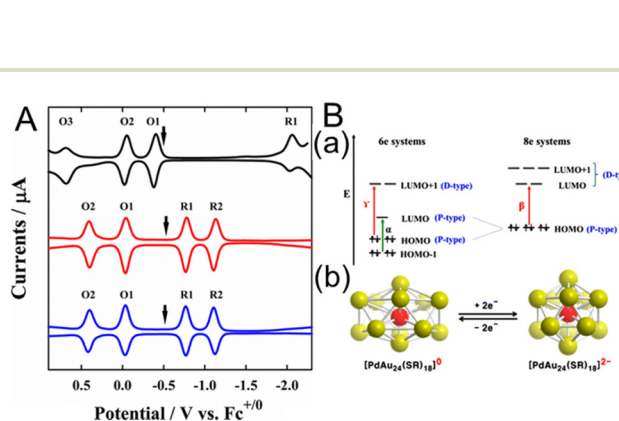 A
O3
O2
O1
R1
O2
O1
R1
R2
O2
O1
R1
R2
Currents / μA
0.5
0.0
-0.5
-1.0
-1.5
-2.0
Potential / V vs. Fc+/0
B
(a)
6e systems
8e systems
E
LUMO+1 (D-type)
γ
LUMO (P-type)
α
HOMO (P-type)
HOMO-1
LUMO+1
LUMO
β
HOMO (P-type)
(b)
+ 2e−
− 2e−
[PdAu24(SR)18]0
[PdAu24(SR)18]2−